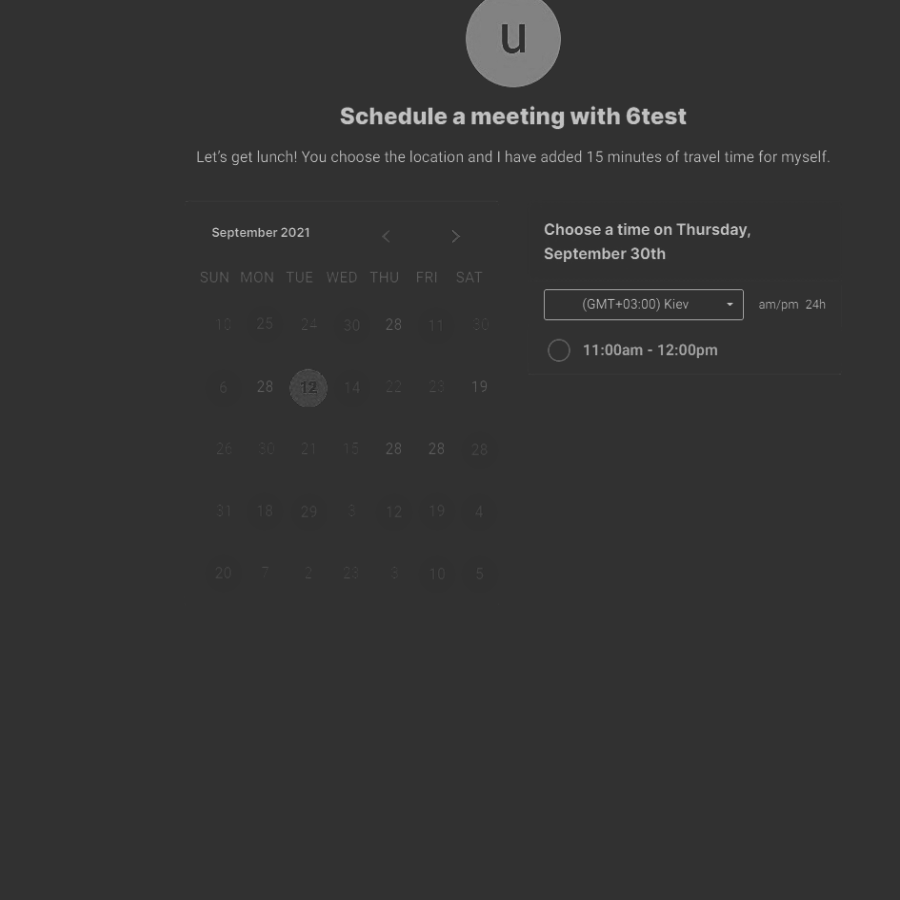 u
Schedule a meeting with 6test
Let's get lunch! You choose the location and I have added 15 minutes of travel time for myself.
September 2021
SUN MON TUE WED THU FRI SAT
10 25 24 30 28 11 30
6 28 12 14 22 23 19
26 30 21 15 28 28 28
31 18 29 3 12 19 4
20 7 2 23 3 10 5
Choose a time on Thursday,
September 30th
(GMT+03:00) Kiev
am/pm 24h
11:00am - 12:00pm